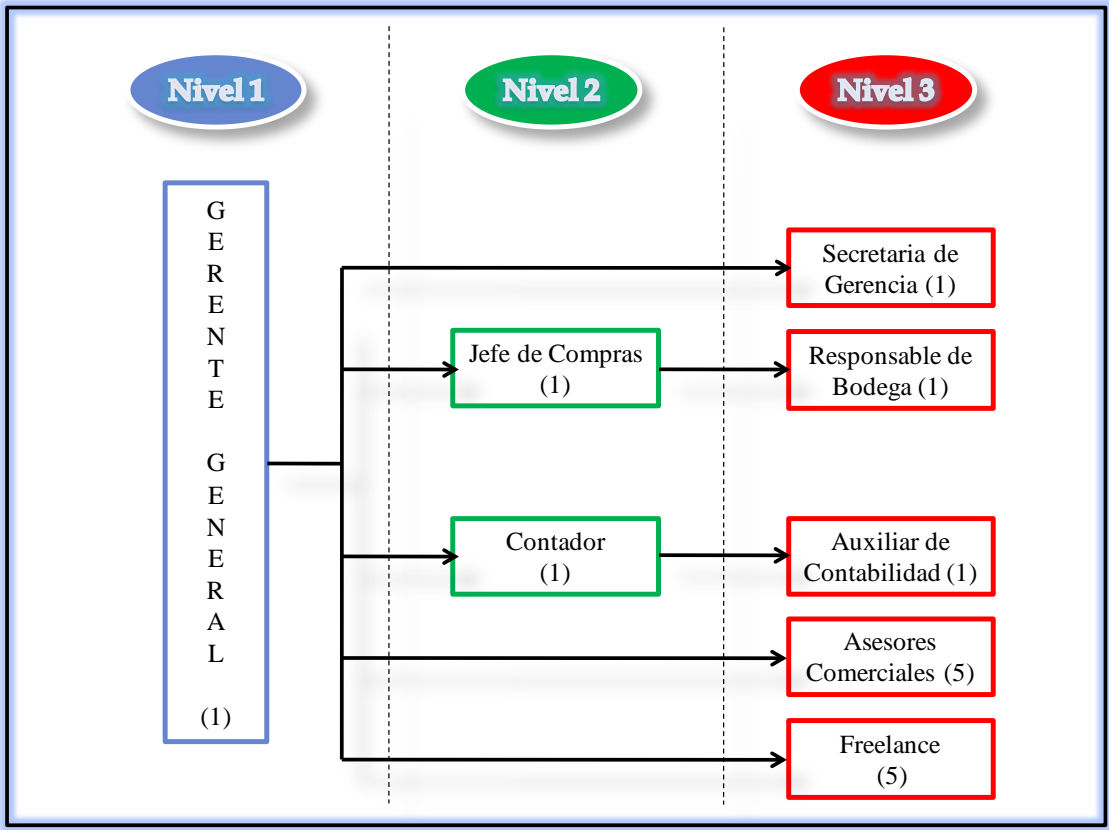 Nivel 1
Nivel 2
Nivel 3
G
E
R
E
N
T
E
G
E
N
E
R
A
L
(1)
Secretaria de
Gerencia (1)
Jefe de Compras
(1)
Responsable de
Bodega (1)
Contador
(1)
Auxiliar de
Contabilidad (1)
Asesores
Comerciales (5)
Freelance
(5)